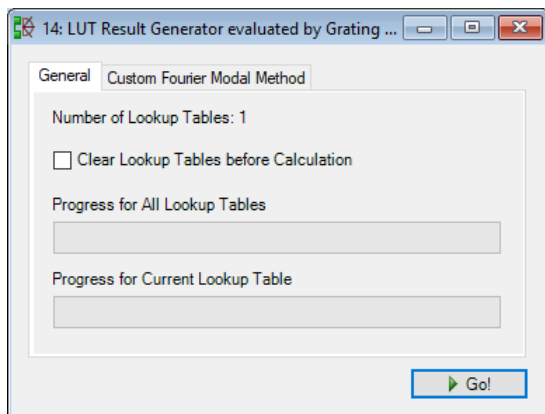 14: LUT Result Generator evaluated by Grating ...
General Custom Fourier Modal Method
Number of Lookup Tables: 1
Clear Lookup Tables before Calculation
Progress for All Lookup Tables
Progress for Current Lookup Table
Go!